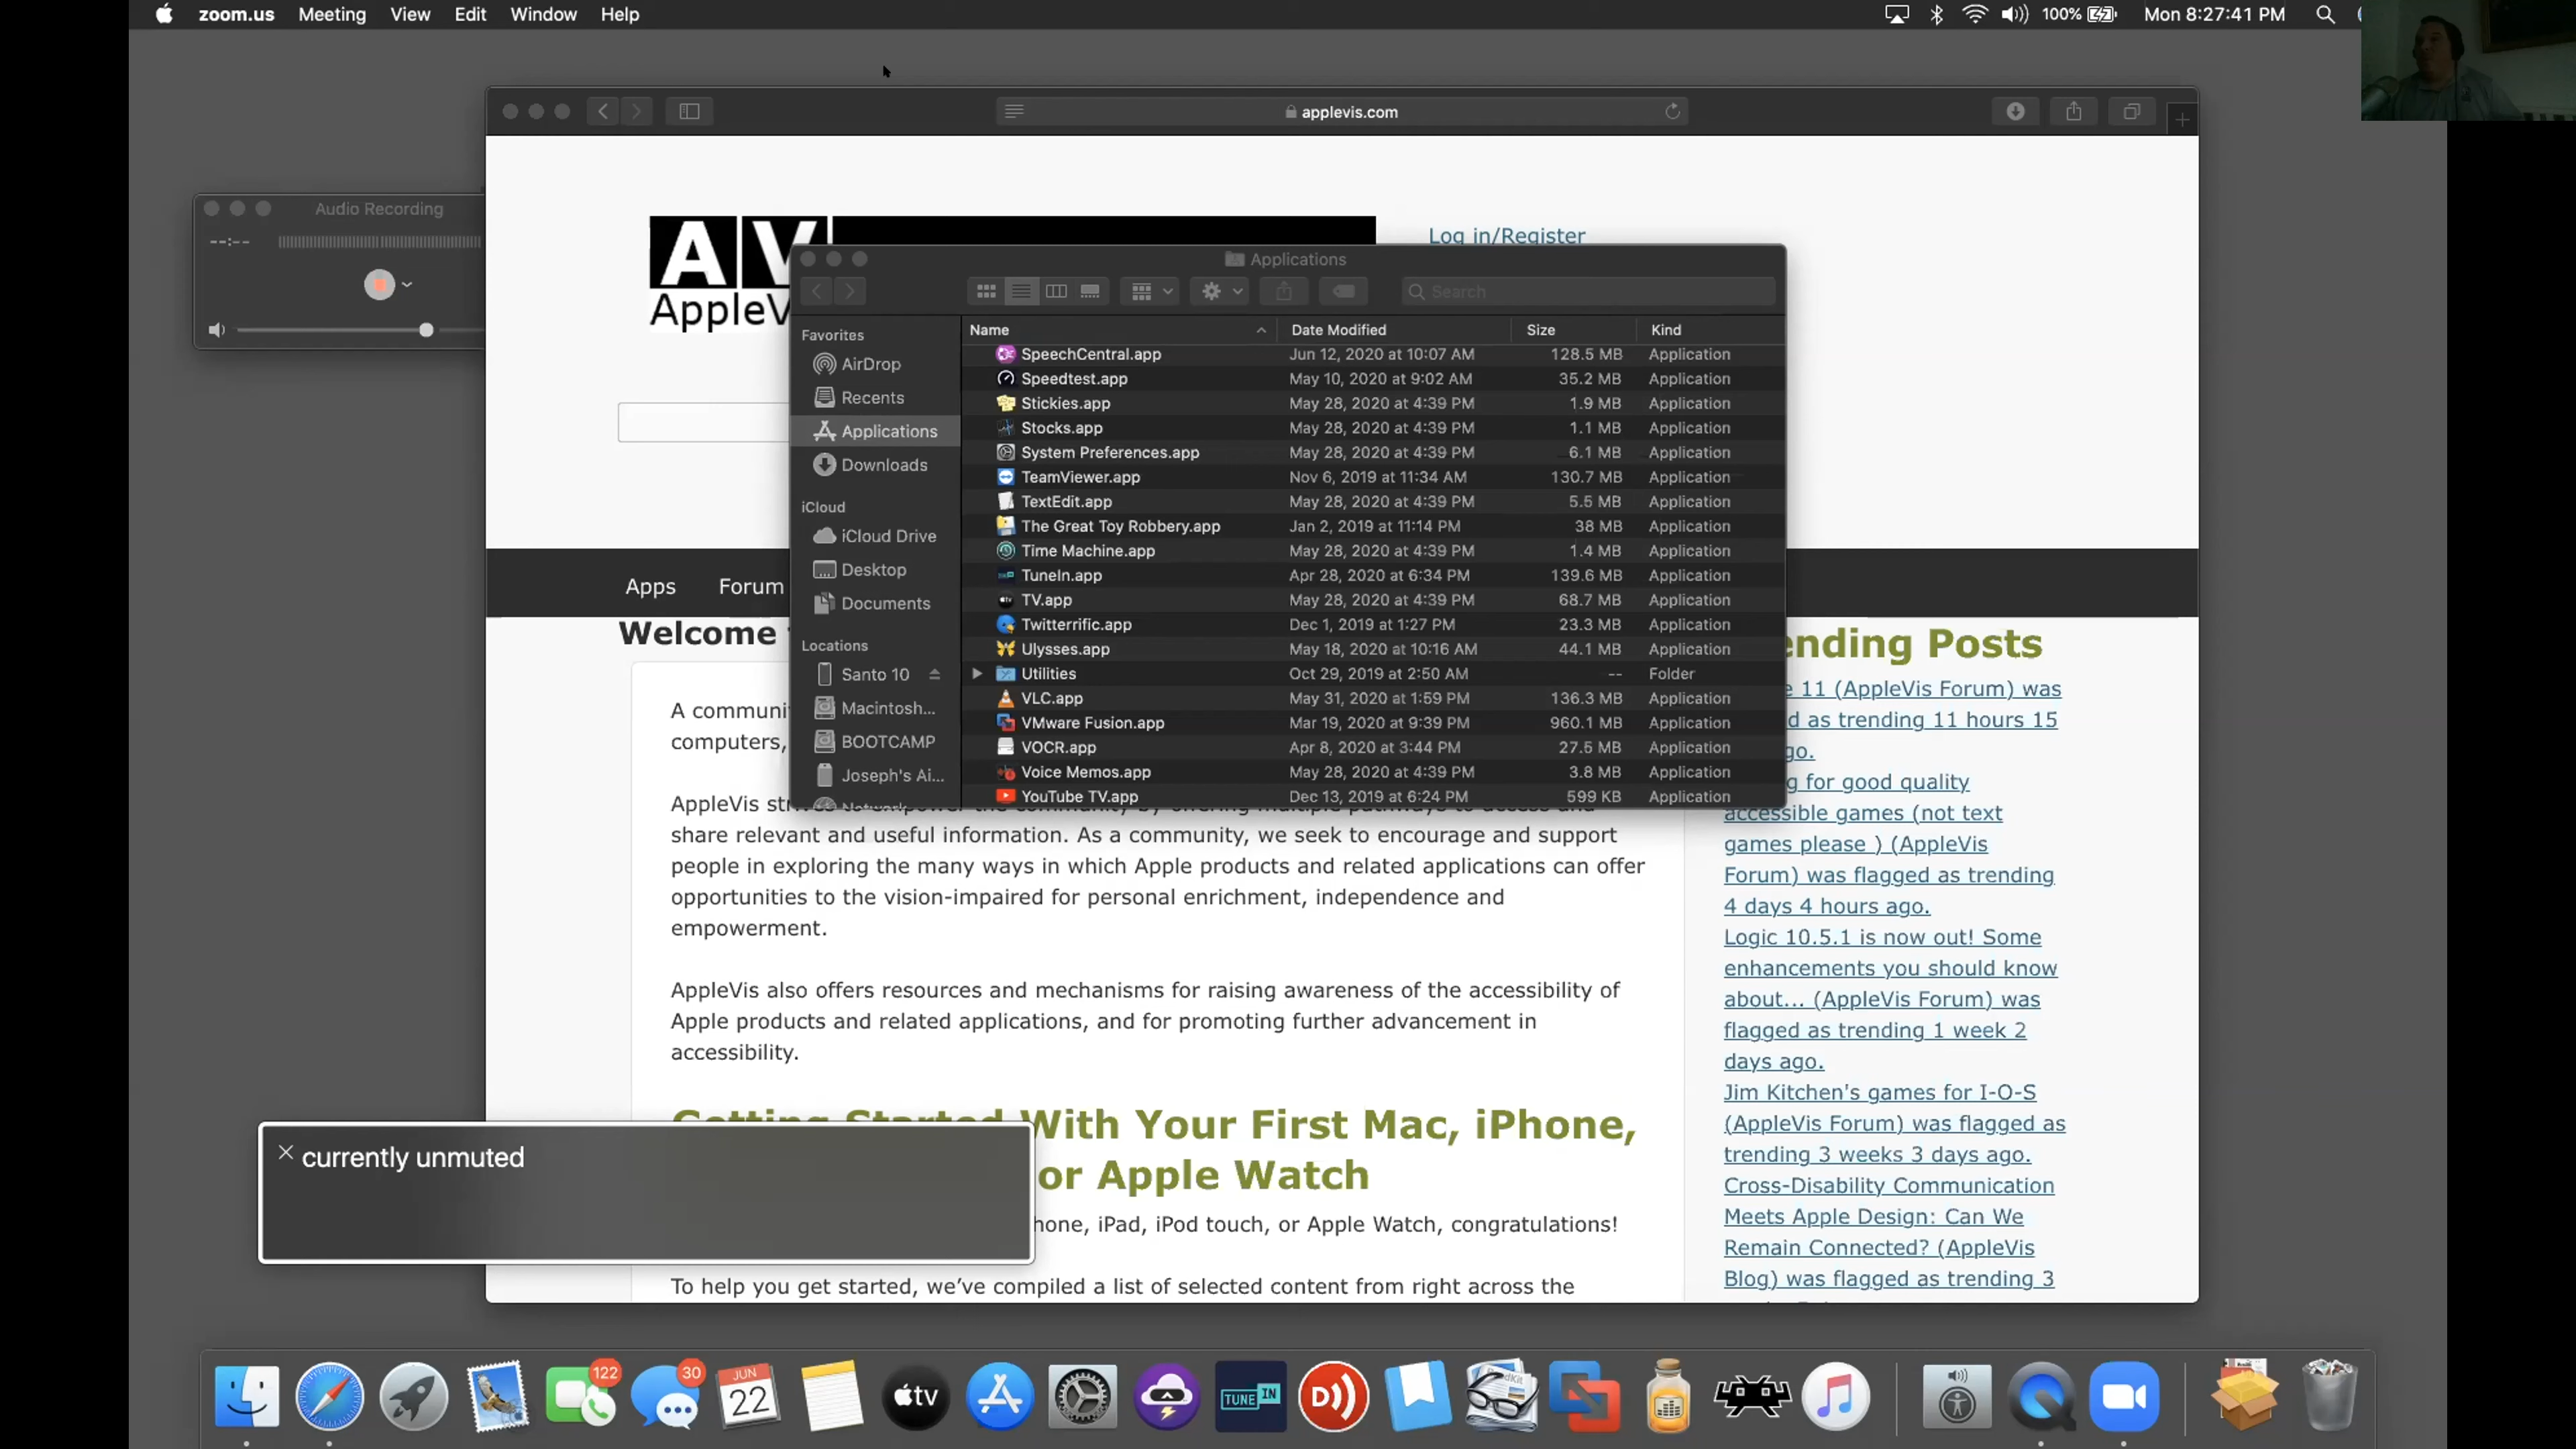 zoom.us Meeting View Edit Window Help
100% Mon 8:27:41 PM
applevis.com
Audio Recording
--:--
AV
AppleV
Log in/Register
Applications
Search
Favorites
AirDrop
Recents
Applications
Downloads
iCloud
iCloud Drive
Desktop
Documents
Locations
Santo 10
Macintosh...
BOOTCAMP
Joseph's Ai...
Network
Name Date Modified Size Kind
SpeechCentral.app Jun 12, 2020 at 10:07 AM 128.5 MB Application
Speedtest.app May 10, 2020 at 9:02 AM 35.2 MB Application
Stickies.app May 28, 2020 at 4:39 PM 1.9 MB Application
Stocks.app May 28, 2020 at 4:39 PM 1.1 MB Application
System Preferences.app May 28, 2020 at 4:39 PM 6.1 MB Application
TeamViewer.app Nov 6, 2019 at 11:34 AM 130.7 MB Application
TextEdit.app May 28, 2020 at 4:39 PM 5.5 MB Application
The Great Toy Robbery.app Jan 2, 2019 at 11:14 PM 38 MB Application
Time Machine.app May 28, 2020 at 4:39 PM 1.4 MB Application
TuneIn.app Apr 28, 2020 at 6:34 PM 139.6 MB Application
TV.app May 28, 2020 at 4:39 PM 68.7 MB Application
Twitterrific.app Dec 1, 2019 at 1:27 PM 23.3 MB Application
Ulysses.app May 18, 2020 at 10:16 AM 44.1 MB Application
Utilities Oct 29, 2019 at 2:50 AM -- Folder
VLC.app May 31, 2020 at 1:59 PM 136.3 MB Application
VMware Fusion.app Mar 19, 2020 at 9:39 PM 960.1 MB Application
VOCR.app Apr 8, 2020 at 3:44 PM 27.5 MB Application
Voice Memos.app May 28, 2020 at 4:39 PM 3.8 MB Application
YouTube TV.app Dec 13, 2019 at 6:24 PM 599 KB Application
Apps Forum
Welcome
A communi
computers,
AppleVis
share relevant and useful information. As a community, we seek to encourage and support
people in exploring the many ways in which Apple products and related applications can offer
opportunities to the vision-impaired for personal enrichment, independence and
empowerment.
AppleVis also offers resources and mechanisms for raising awareness of the accessibility of
Apple products and related applications, and for promoting further advancement in
accessibility.
Getting Started With Your First Mac, iPhone,
or Apple Watch
hone, iPad, iPod touch, or Apple Watch, congratulations!
To help you get started, we've compiled a list of selected content from right across the
ending Posts
e 11 (AppleVis Forum) was
d as trending 11 hours 15
go.
g for good quality
accessible games (not text
games please ) (AppleVis
Forum) was flagged as trending
4 days 4 hours ago.
Logic 10.5.1 is now out! Some
enhancements you should know
about... (AppleVis Forum) was
flagged as trending 1 week 2
days ago.
Jim Kitchen's games for I-O-S
(AppleVis Forum) was flagged as
trending 3 weeks 3 days ago.
Cross-Disability Communication
Meets Apple Design: Can We
Remain Connected? (AppleVis
Blog) was flagged as trending 3
currently unmuted
122
30
JUN
22
tv
TUNE IN